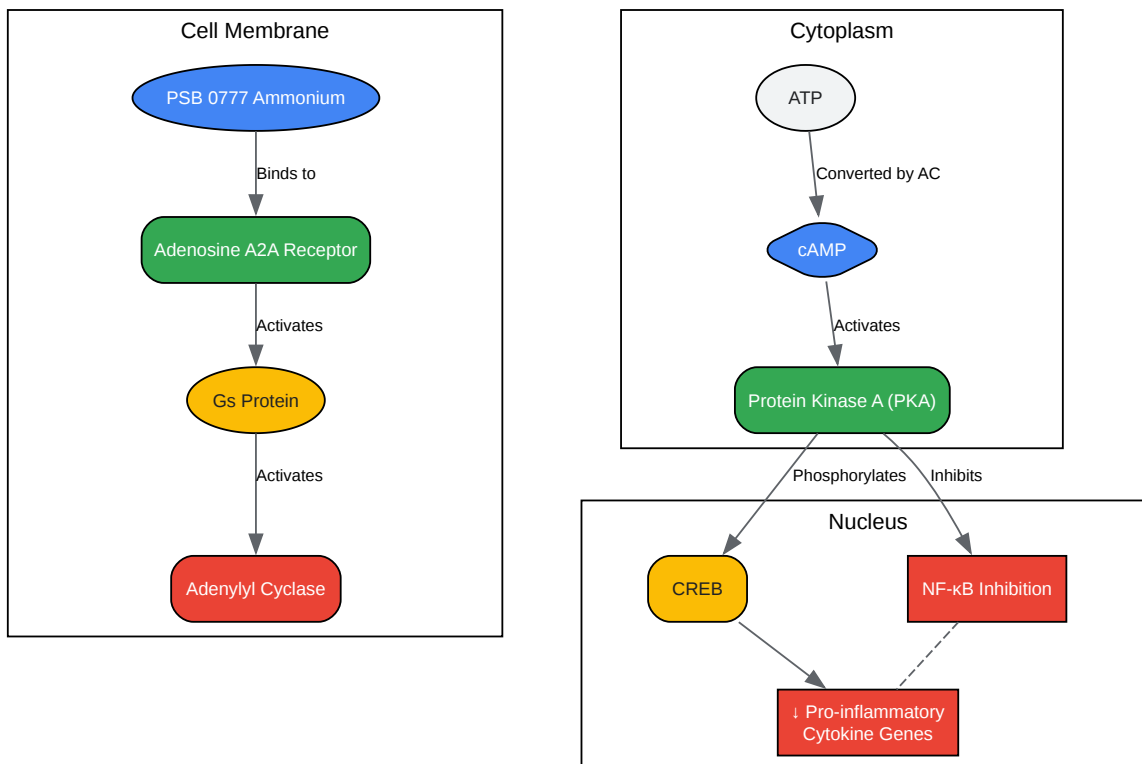 Cell Membrane
PSB 0777 Ammonium
Binds to
Adenosine A2A Receptor
Activates
Gs Protein
Activates
Adenylyl Cyclase
Cytoplasm
ATP
Converted by AC
cAMP
Activates
Protein Kinase A (PKA)
Phosphorylates
Inhibits
Nucleus
CREB
NF-κB Inhibition
↓ Pro-inflammatory
Cytokine Genes